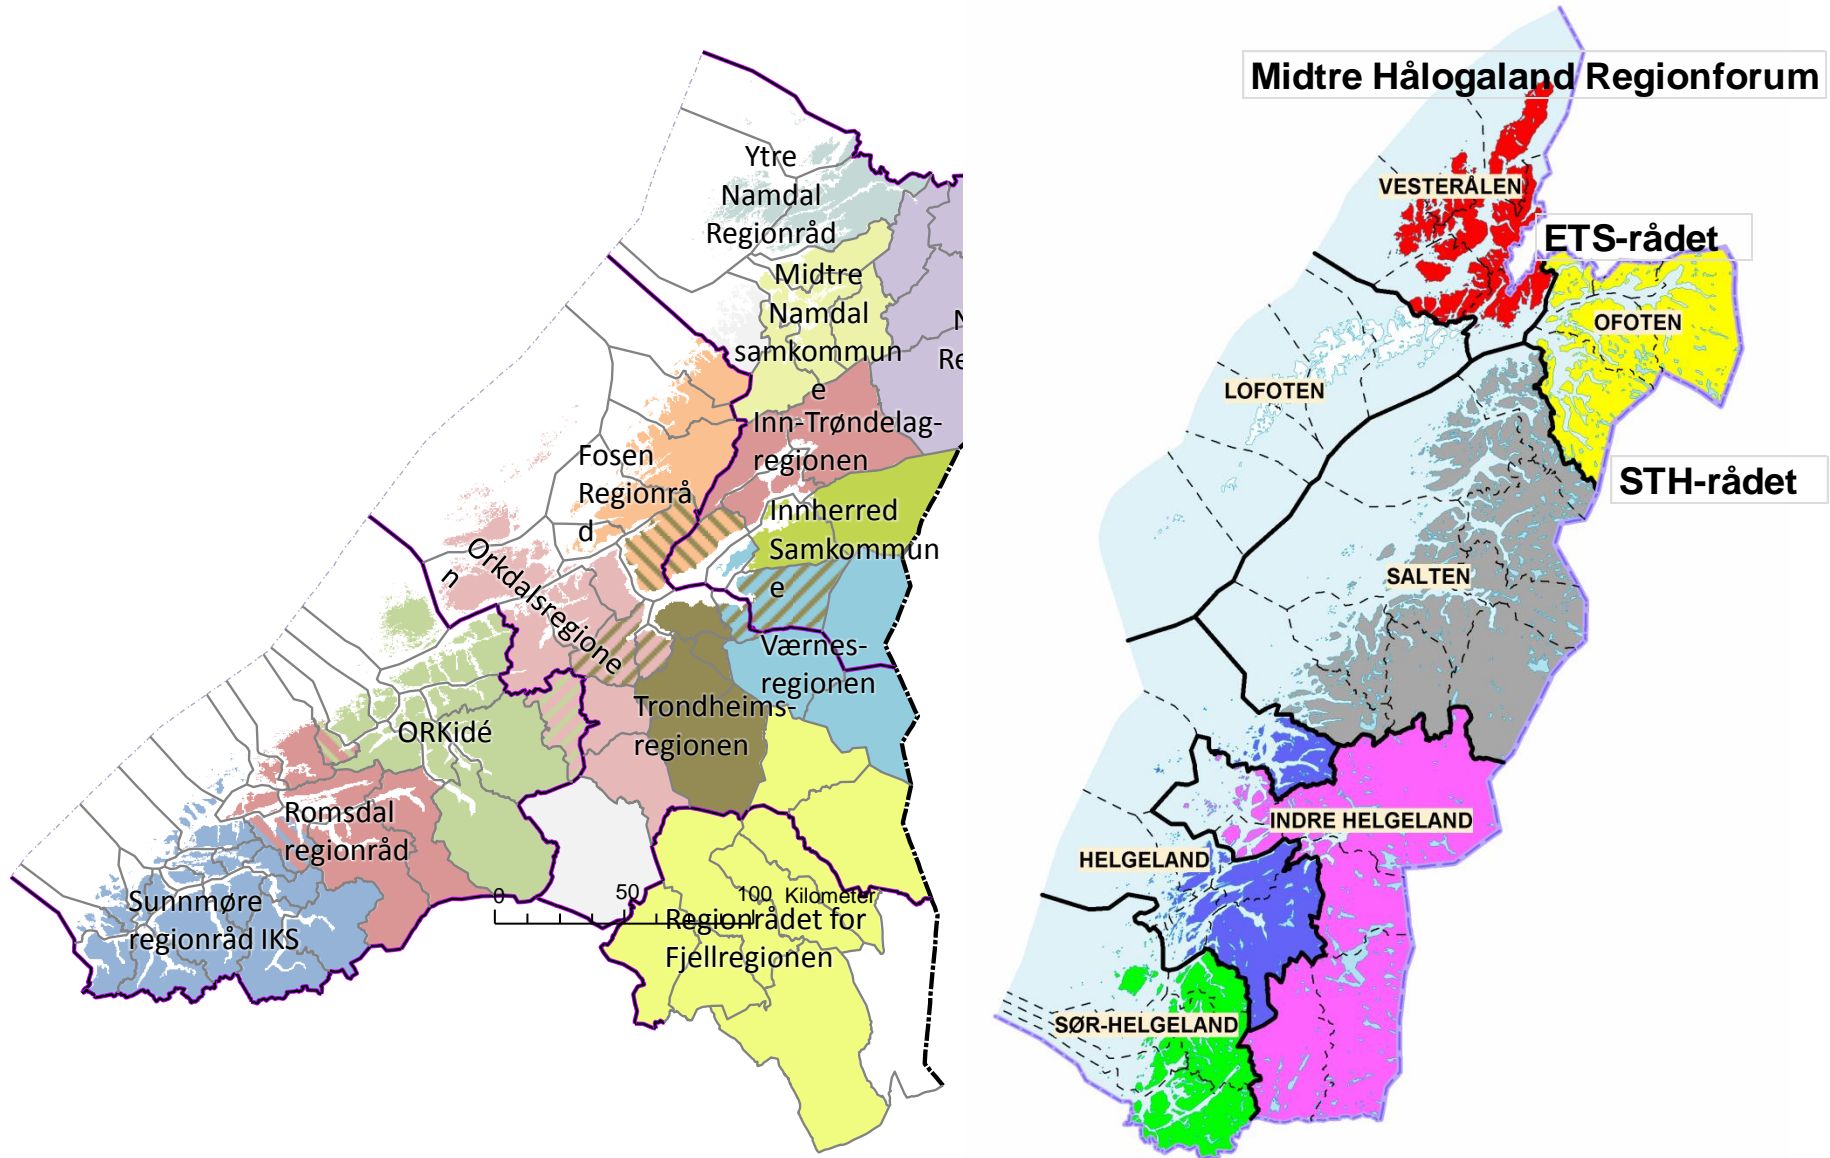 Ytre
Namdal
Regionråd
Midtre
Namdal
samkommun
e
N
Re
Inn-Trøndelag-
regionen
Fosen
Regionrå
d
Innherred
Samkommun
e
Orkdalsregione
n
Værnes-
regionen
Trondheims-
regionen
ORKidé
Romsdal
regionråd
Sunnmøre
regionråd IKS
0 50 100 Kilometer
Regionrådet for
Fjellregionen
Midtre Hålogaland Regionforum
VESTERÅLEN
ETS-rådet
OFOTEN
LOFOTEN
STH-rådet
SALTEN
INDRE HELGELAND
HELGELAND
SØR-HELGELAND